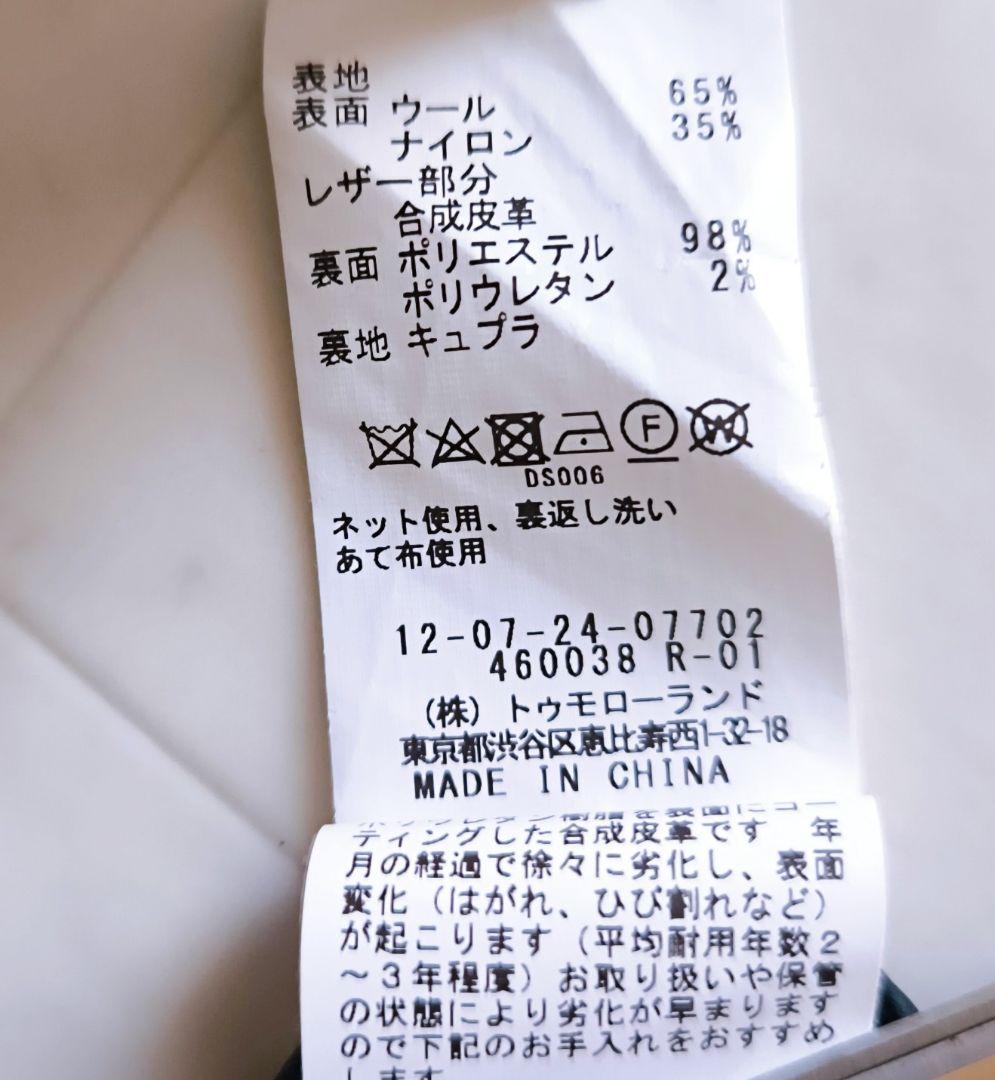 表地
表面 ウール 65%
ナイロン 35%
レザー部分
合成皮革
裏面 ポリエステル 98%
ポリウレタン 2%
裏地 キュプラ
F W
DS006
ネット使用、裏返し洗い
あて布使用
12-07-24-07702
460038 R-01
(株) トゥモローランド
東京都渋谷区恵比寿西1-32-18
MADE IN CHINA
ティングした合成皮革です 年
月の経過で徐々に劣化し、表面
変化（はがれ、ひび割れなど）
が起こります（平均耐用年数2
～3年程度）お取り扱いや保管
の状態により劣化が早まります
ので下記のお手入れをおすすめ
します